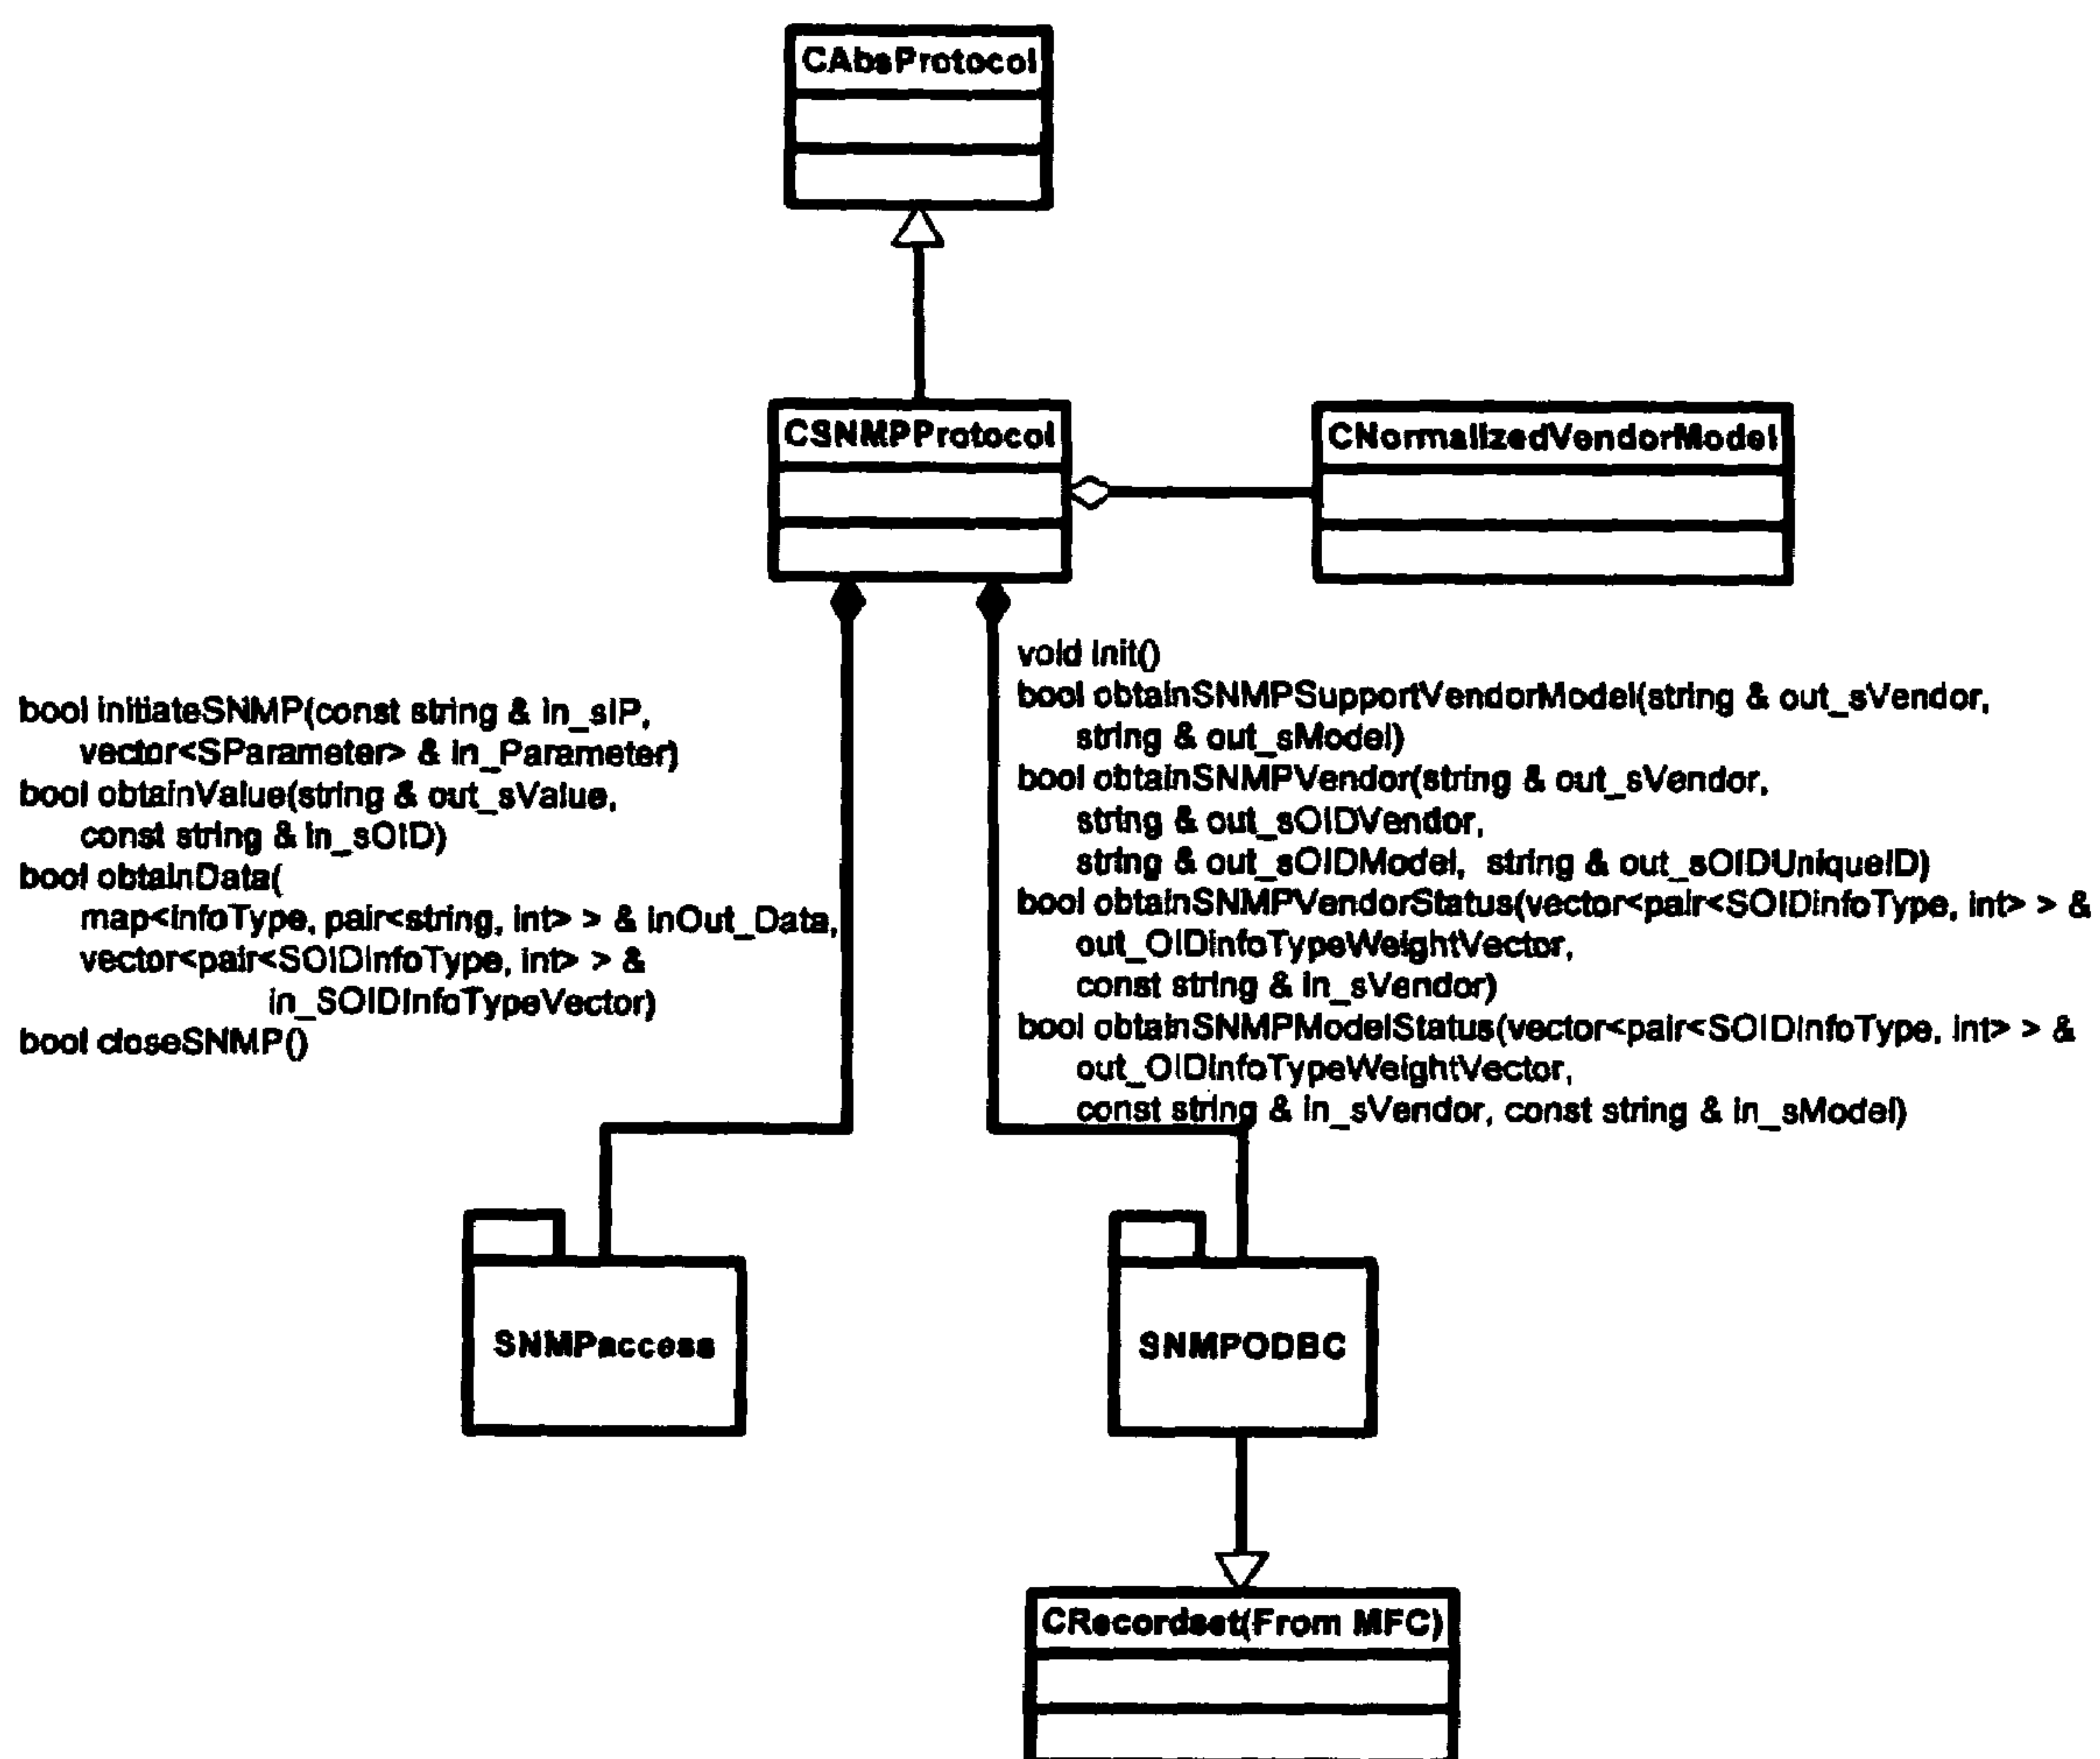 CAbsProtocol
CSNMPProtocol
CNormalizedVendorModel
bool initiateSNMP(const string & in_sIP,
vector<SParameter> & in_Parameter)
bool obtainValue(string & out_sValue,
const string & in_sOID)
bool obtainData(
map<infoType, pair<string, int> > & inOut_Data,
vector<pair<SOIDinfoType, int> > &
in_SOIDInfoTypeVector)
bool closeSNMP()
void Init()
bool obtainSNMPSupportVendorModel(string & out_sVendor,
string & out_sModel)
bool obtainSNMPVendor(string & out_sVendor,
string & out_sOIDVendor,
string & out_sOIDModel, string & out_sOIDUniqueID)
bool obtainSNMPVendorStatus(vector<pair<SOIDinfoType, int> > &
out_OIDinfoTypeWeightVector,
const string & in_sVendor)
bool obtainSNMPModelStatus(vector<pair<SOIDinfoType, int> > &
out_OIDinfoTypeWeightVector,
const string & in_sVendor, const string & in_sModel)
SNMPaccess
SNMPODBC
CRecordset(From MFC)